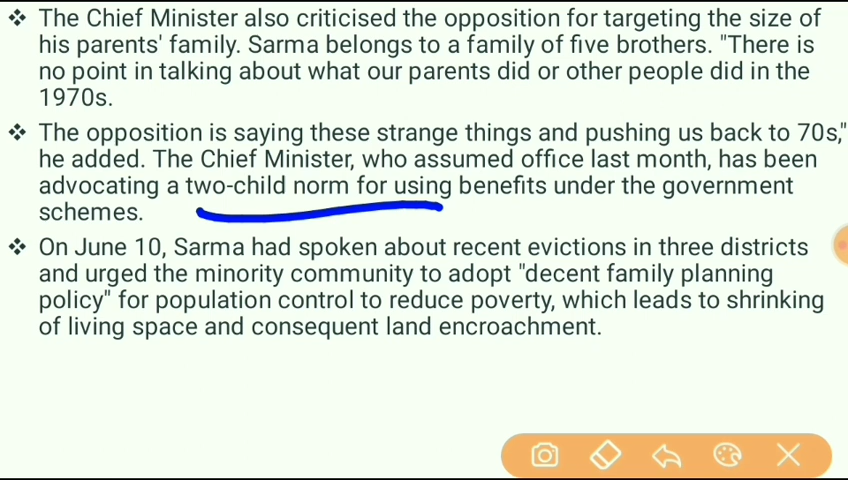 ❖ The Chief Minister also criticised the opposition for targeting the size of
his parents' family. Sarma belongs to a family of five brothers. "There is
no point in talking about what our parents did or other people did in the
1970s.
❖ The opposition is saying these strange things and pushing us back to 70s,"
he added. The Chief Minister, who assumed office last month, has been
advocating a two-child norm for using benefits under the government
schemes.
❖ On June 10, Sarma had spoken about recent evictions in three districts
and urged the minority community to adopt "decent family planning
policy" for population control to reduce poverty, which leads to shrinking
of living space and consequent land encroachment.